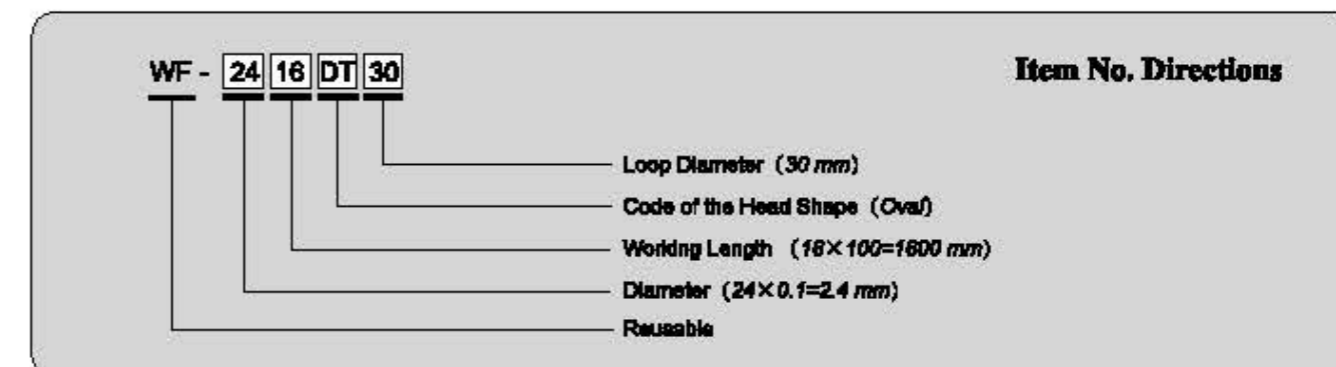 WF - 24 16 DT 30
Item No. Directions
Loop Diameter (30 mm)
Code of the Head Shape (Oval)
Working Length (16×100=1600 mm)
Diameter (24×0.1=2.4 mm)
Reusable